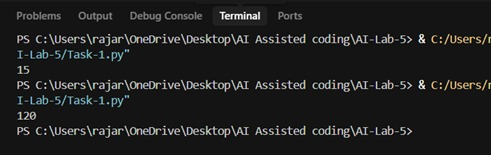 Problems Output Debug Console Terminal Ports
PS C:\Users\rajar\OneDrive\Desktop\AI Assisted coding\AI-Lab-5> & C:/Users/
I-Lab-5/Task-1.py"
15
PS C:\Users\rajar\OneDrive\Desktop\AI Assisted coding\AI-Lab-5> & C:/Users/
I-Lab-5/Task-1.py"
120
PS C:\Users\rajar\OneDrive\Desktop\AI Assisted coding\AI-Lab-5>